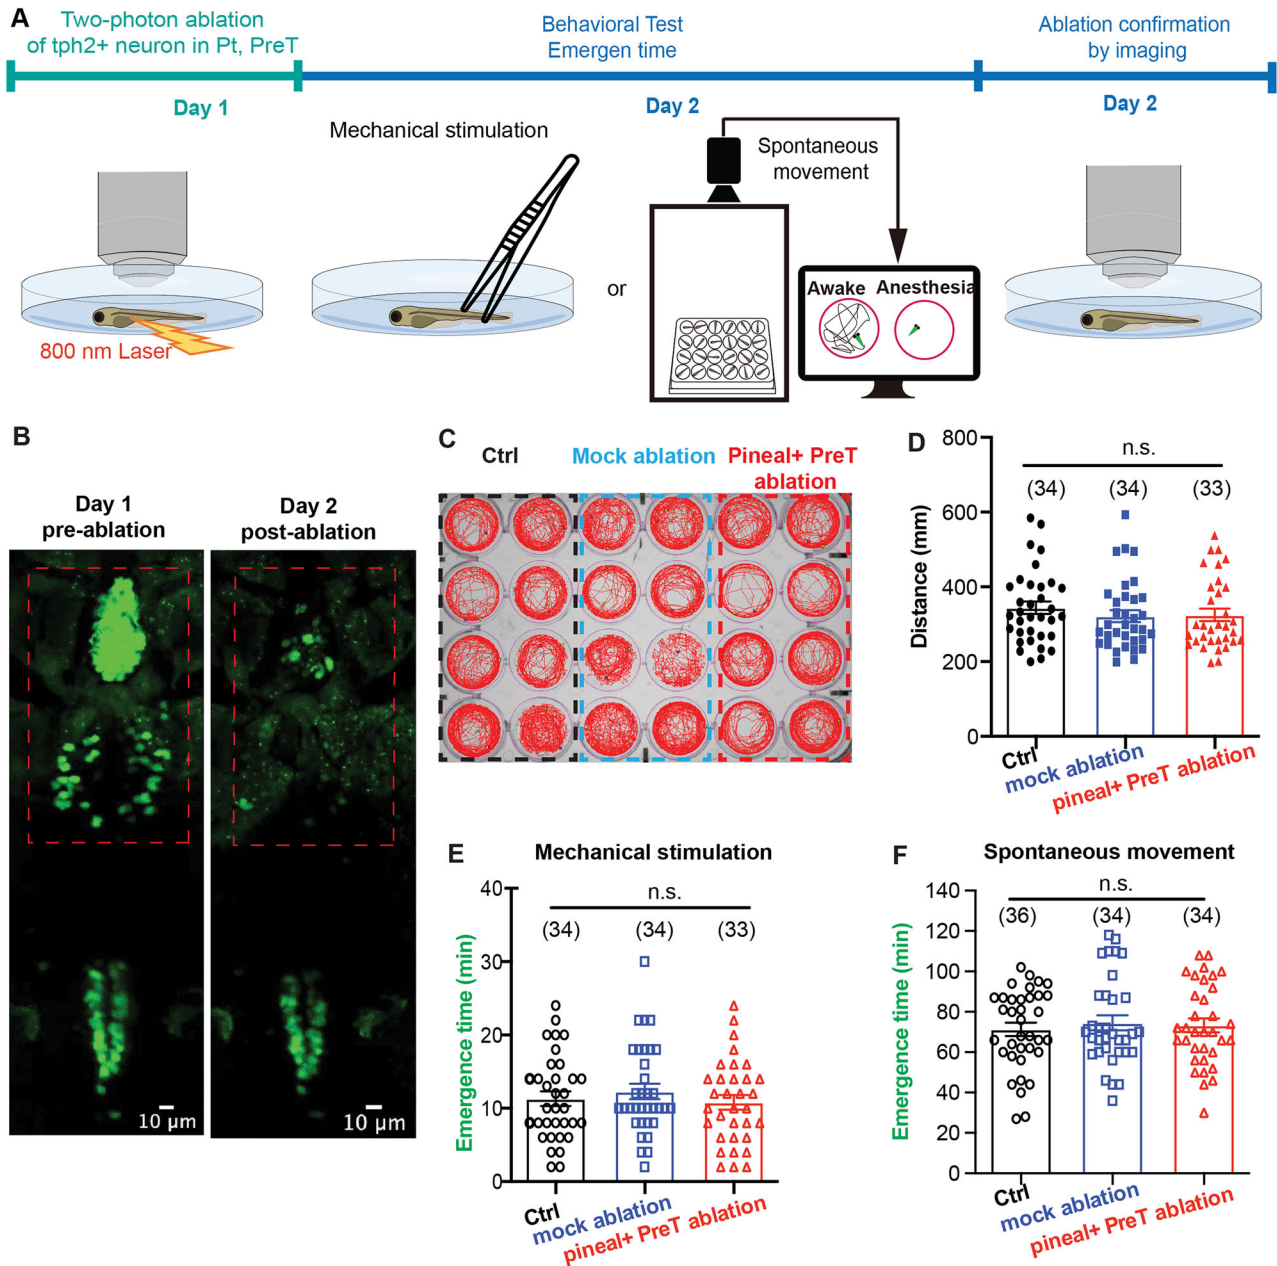 A
Two-photon ablation
of tph2+ neuron in Pt, PreT
Behavioral Test
Emergen time
Ablation confirmation
by imaging
Day 1
Day 2
Day 2
Mechanical stimulation
Spontaneous
movement
or
Awake
Anesthesia
800 nm Laser
B
Day 1
pre-ablation
Day 2
post-ablation
10 µm
10 µm
C
Ctrl
Mock ablation
Pineal+ PreT
ablation
D
n.s.
(34)
(34)
(33)
Distance (mm)
800
600
400
200
0
Ctrl
mock ablation
pineal+ PreT ablation
E
Mechanical stimulation
n.s.
(34)
(34)
(33)
Emergence time (min)
40
30
20
10
0
Ctrl
mock ablation
pineal+ PreT ablation
F
Spontaneous movement
n.s.
(36)
(34)
(34)
Emergence time (min)
140
120
100
80
60
40
20
0
Ctrl
mock ablation
pineal+ PreT ablation